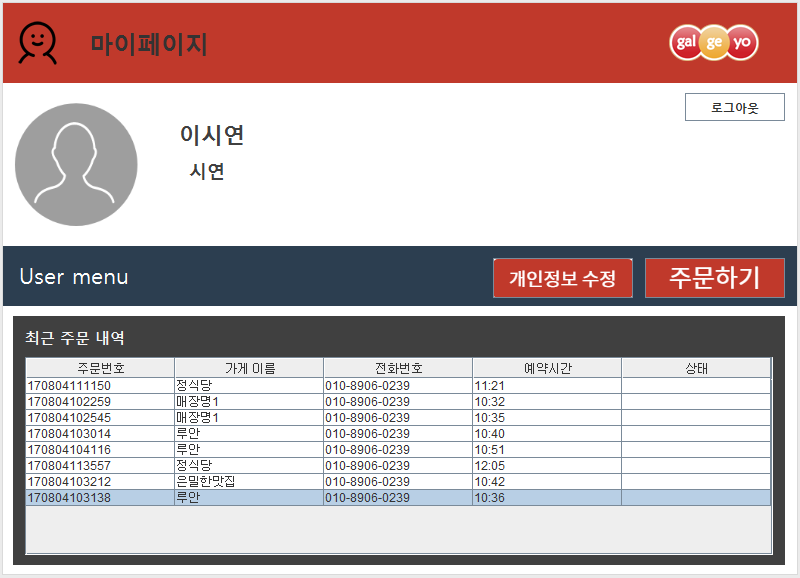 마이페이지
gal ge yo
로그아웃
이시연
시연
User menu
개인정보 수정
주문하기
최근 주문 내역
주문번호 가게 이름 전화번호 예약시간 상태
170804111150 정식당 010-8906-0239 11:21
170804102259 매장명1 010-8906-0239 10:32
170804102545 매장명1 010-8906-0239 10:35
170804103014 루안 010-8906-0239 10:40
170804104116 루안 010-8906-0239 10:51
170804113557 정식당 010-8906-0239 12:05
170804103212 은밀한맛집 010-8906-0239 10:42
170804103138 루안 010-8906-0239 10:36